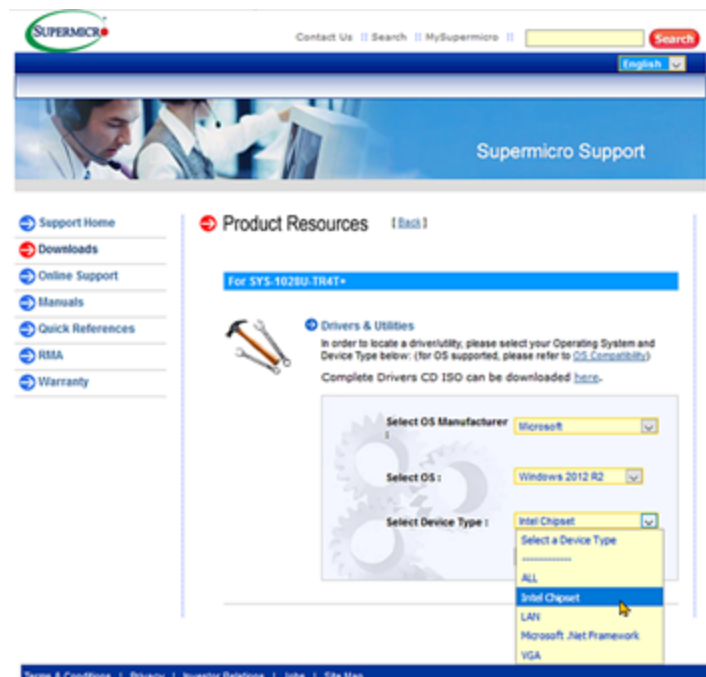 SUPERMICR
Contact Us || Search || MySupermicro ||
Search
English
Supermicro Support
Support Home
Downloads
Online Support
Manuals
Quick References
RMA
Warranty
Product Resources [ Back ]
For SYS-1028U-TR4T+
Drivers & Utilities
In order to locate a driver/utility, please select your Operating System and
Device Type below: (for OS supported, please refer to OS Compatibility)
Complete Drivers CD ISO can be downloaded here.
Select OS Manufacturer
:
Microsoft
Select OS :
Windows 2012 R2
Select Device Type :
Intel Chipset
Select a Device Type
-------------
ALL
Intel Chipset
LAN
Microsoft .Net Framework
VGA
Terms & Conditions | Privacy | Investor Relations | Jobs | Site Map